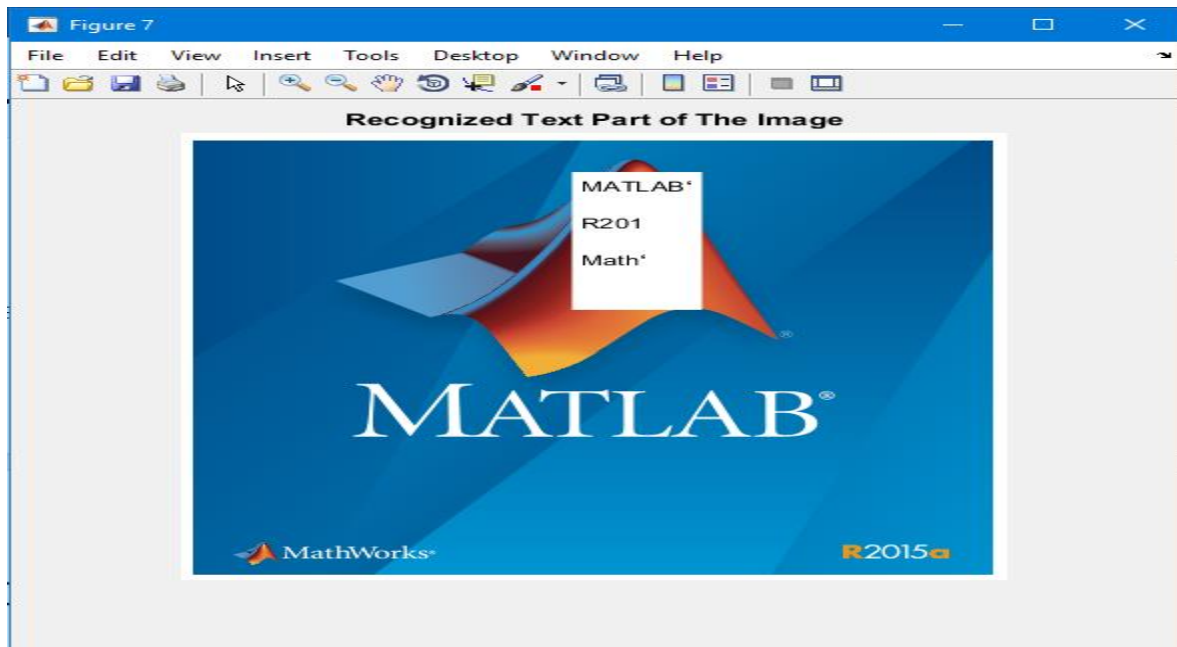 Figure 7
File Edit View Insert Tools Desktop Window Help
Recognized Text Part of The Image
MATLAB‘
R201
Math‘
®
MATLAB®
MathWorks®
R2015a